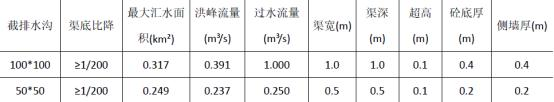 截排水沟 渠底比降 最大汇水面积(km²) 洪峰流量(m³/s) 过水流量(m³/s) 渠宽(m) 渠深(m) 超高(m) 砼底厚(m) 侧墙厚(m)
100*100 ≥1/200 0.317 0.391 1.000 1.0 1.0 0.1 0.4 0.4
50*50 ≥1/200 0.249 0.237 0.250 0.5 0.5 0.1 0.2 0.2